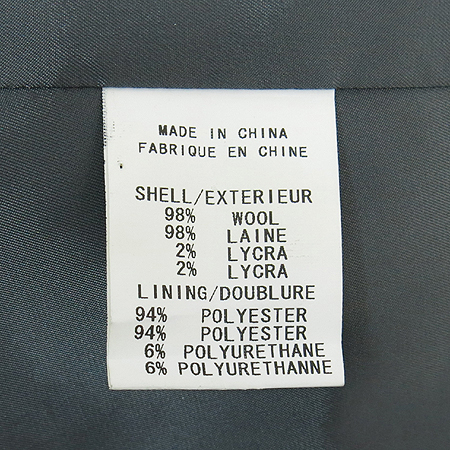 MADE IN CHINA
FABRIQUE EN CHINE
SHELL/EXTERIEUR
98% WOOL
98% LAINE
2% LYCRA
2% LYCRA
LINING/DOUBLURE
94% POLYESTER
94% POLYESTER
6% POLYURETHANE
6% POLYURETHANNE